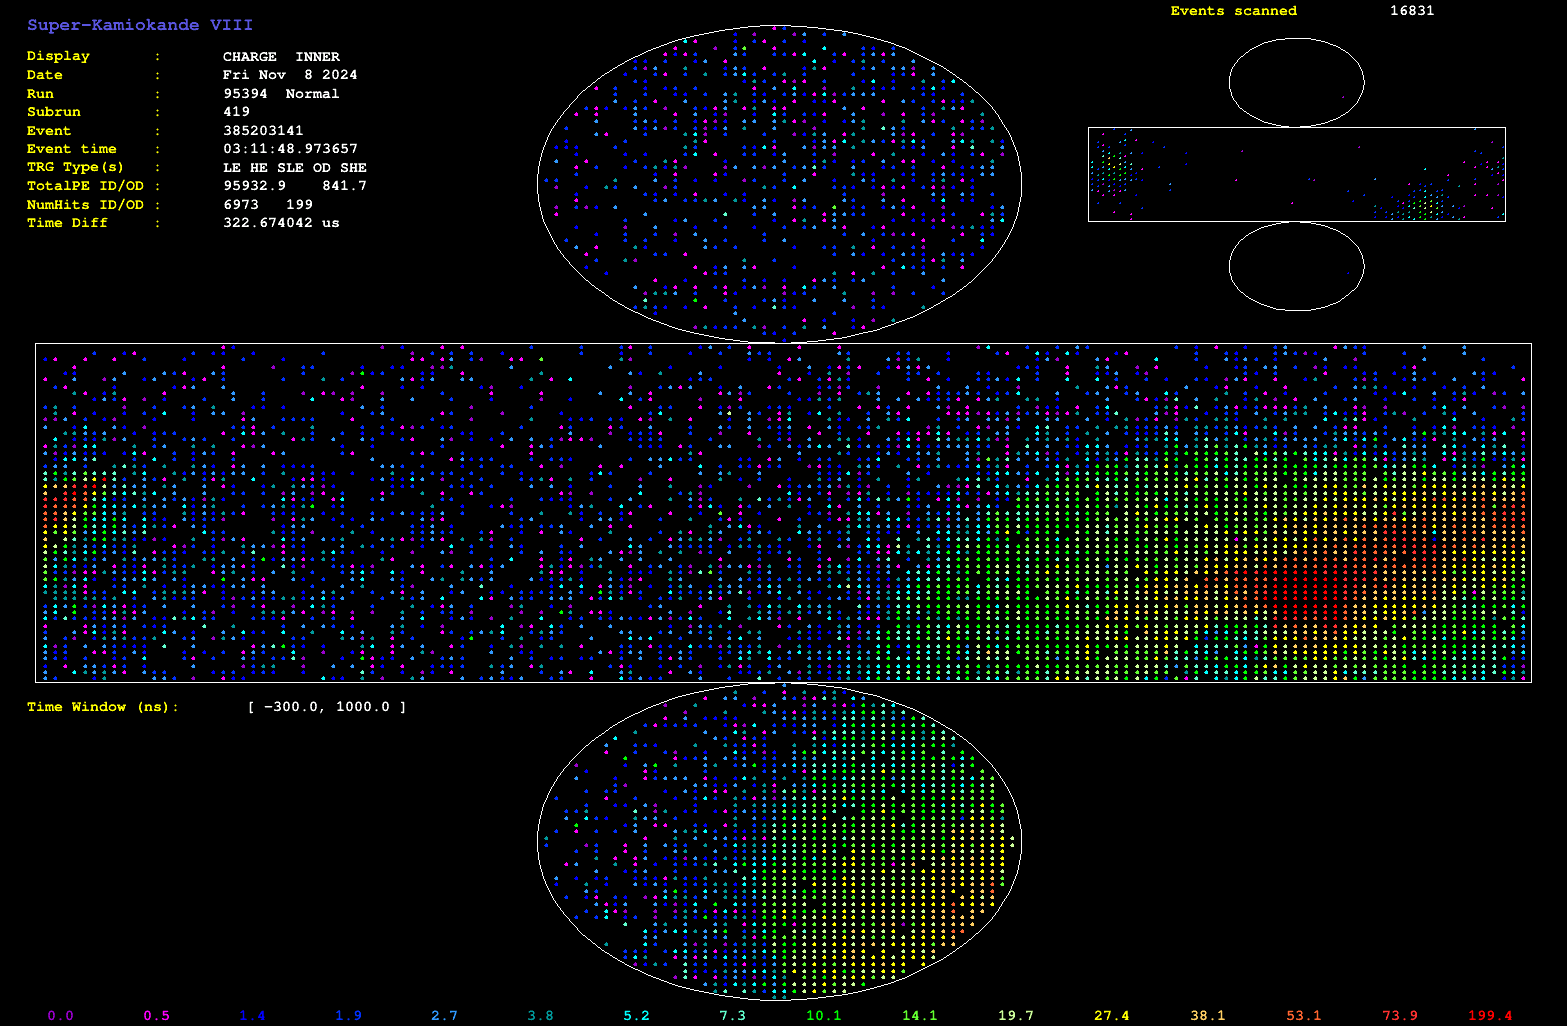 Super-Kamiokande VIII
Display : CHARGE INNER
Date : Fri Nov 8 2024
Run : 95394 Normal
Subrun : 419
Event : 385203141
Event time : 03:11:48.973657
TRG Type(s) : LE HE SLE OD SHE
TotalPE ID/OD : 95932.9 841.7
NumHits ID/OD : 6973 199
Time Diff : 322.674042 us
Events scanned 16831
Time Window (ns): [ -300.0, 1000.0 ]
0.0 0.5 1.4 1.9 2.7 3.8 5.2 7.3 10.1 14.1 19.7 27.4 38.1 53.1 73.9 199.4